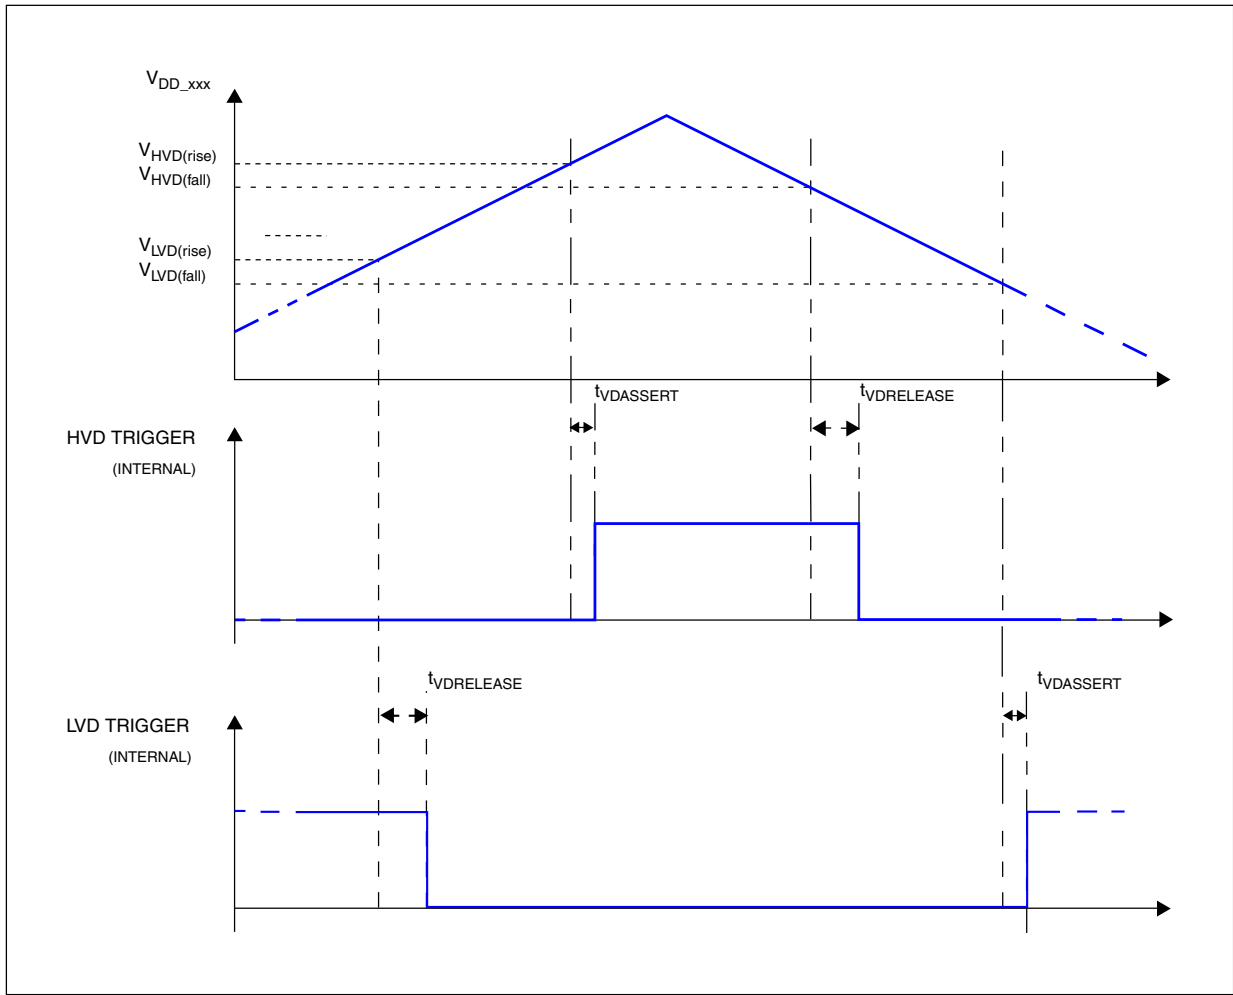 VDD_xxx
VHVD(rise)
VHVD(fall)
VLVD(rise)
VLVD(fall)
tVDASSERT
tVDRELEASE
HVD TRIGGER
(INTERNAL)
tVDRELEASE
tVDASSERT
LVD TRIGGER
(INTERNAL)